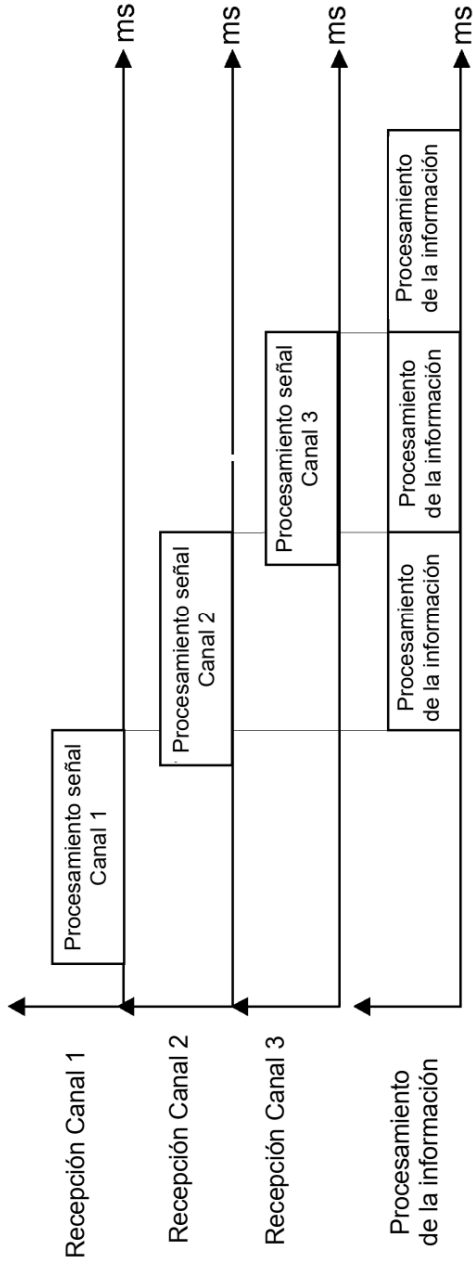 Recepción Canal 1
Procesamiento señal
Canal 1
ms
Recepción Canal 2
Procesamiento señal
Canal 2
ms
Recepción Canal 3
Procesamiento señal
Canal 3
ms
Procesamiento
de la información
Procesamiento
de la información
Procesamiento
de la información
Procesamiento
de la información
ms